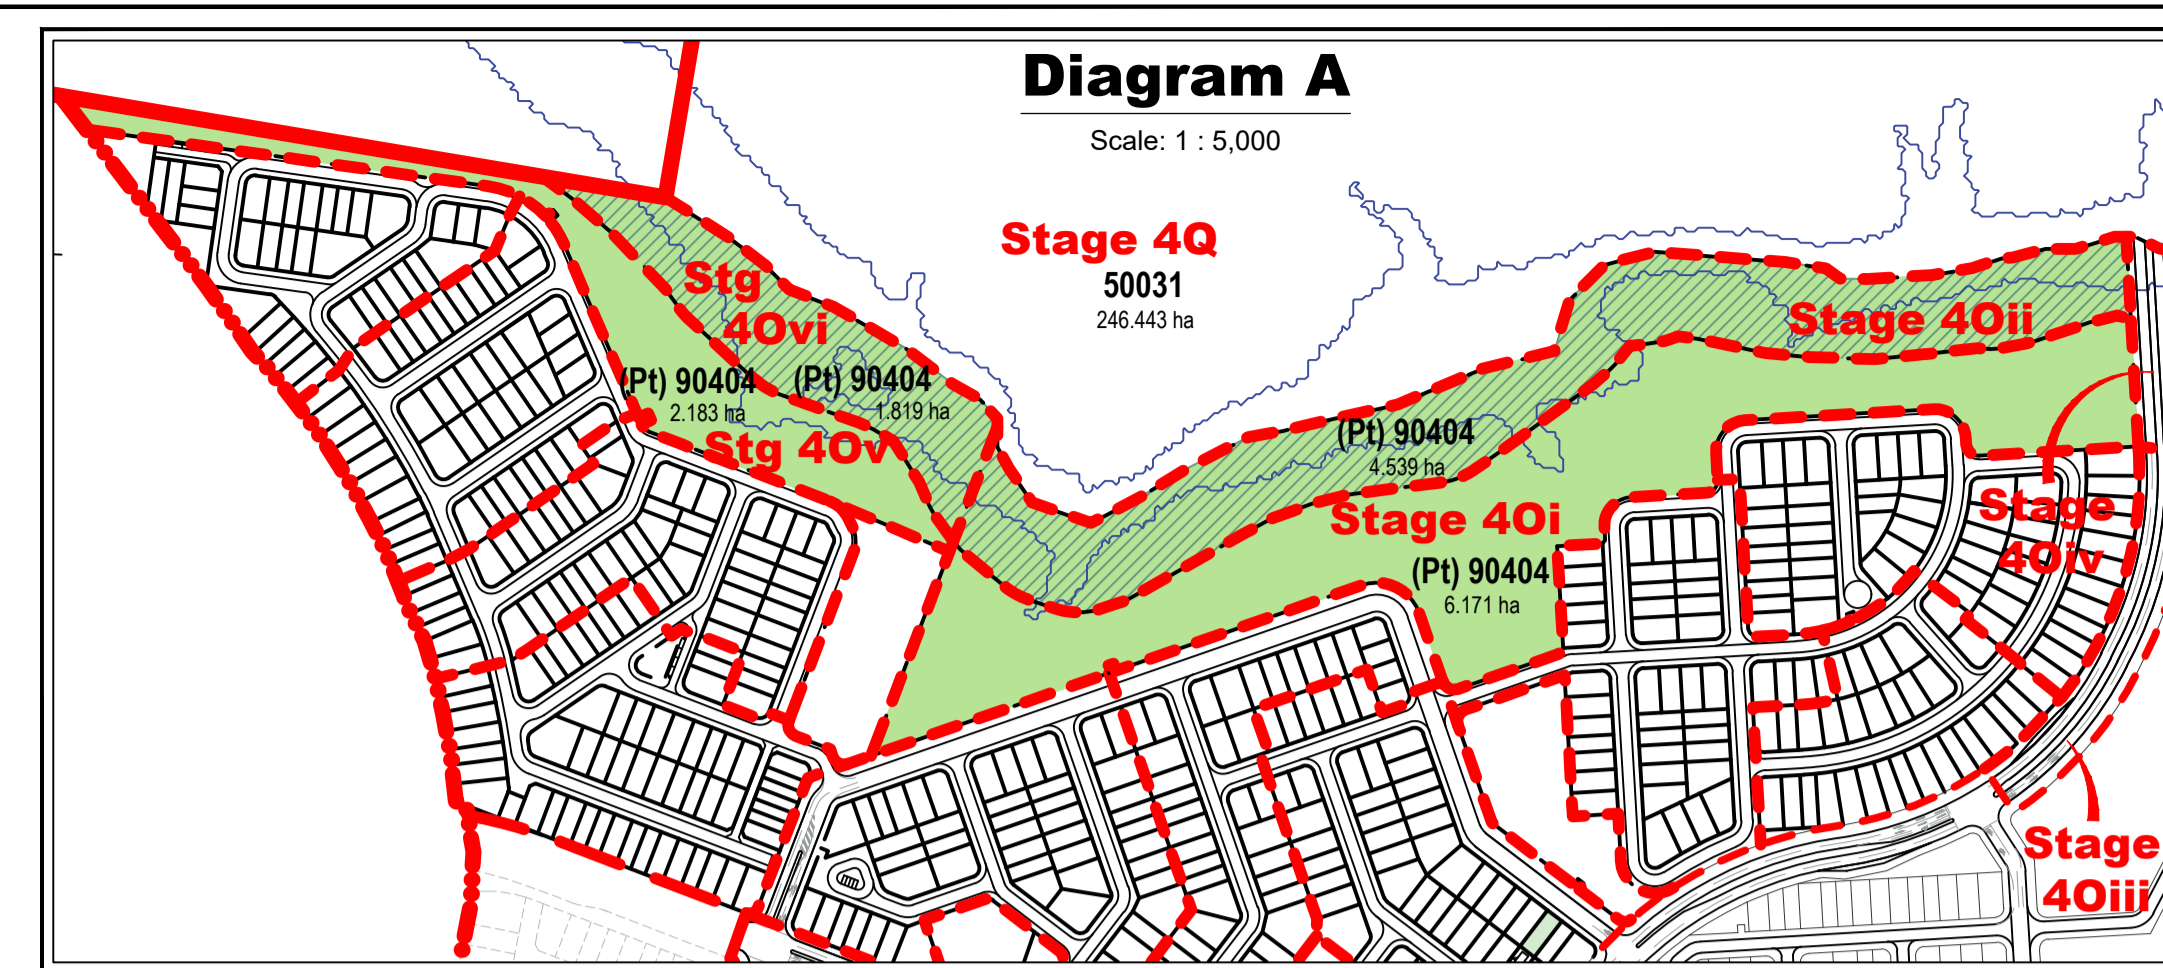 Diagram A
Scale: 1 : 5,000
Stage 4Q
50031
246.443 ha
Stg
4Ovi
(Pt) 90404
1.819 ha
(Pt) 90404
2.183 ha
Stg 4Ov
Stage 4Oii
(Pt) 90404
4.539 ha
Stage 4Oi
(Pt) 90404
6.171 ha
Stage
4Oiv
Stage
4Oiii